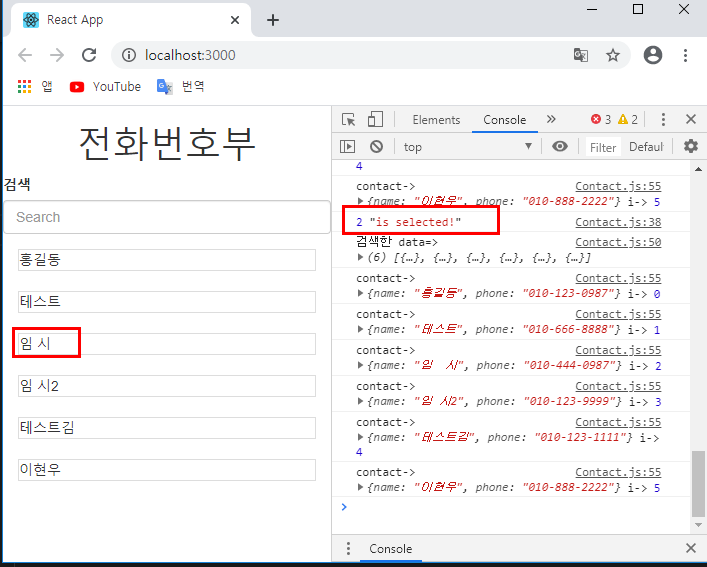 React App
localhost:3000
앱 YouTube 번역
전화번호부
검색
Search
홍길동
테스트
임 시
임 시2
테스트김
이현우
Elements Console 3 2
top Filter Defaul
4
contact-> Contact.js:55
{name: "이현우", phone: "010-888-2222"} i-> 5
2 "is selected!" Contact.js:38
검색한 data=> Contact.js:50
(6) [{…}, {…}, {…}, {…}, {…}, {…}]
contact-> Contact.js:55
{name: "홍길동", phone: "010-123-0987"} i-> 0
contact-> Contact.js:55
{name: "테스트", phone: "010-666-8888"} i-> 1
contact-> Contact.js:55
{name: "임  시", phone: "010-444-0987"} i-> 2
contact-> Contact.js:55
{name: "임 시2", phone: "010-123-9999"} i-> 3
contact-> Contact.js:55
{name: "테스트김", phone: "010-123-1111"} i->
4
contact-> Contact.js:55
{name: "이현우", phone: "010-888-2222"} i-> 5
Console